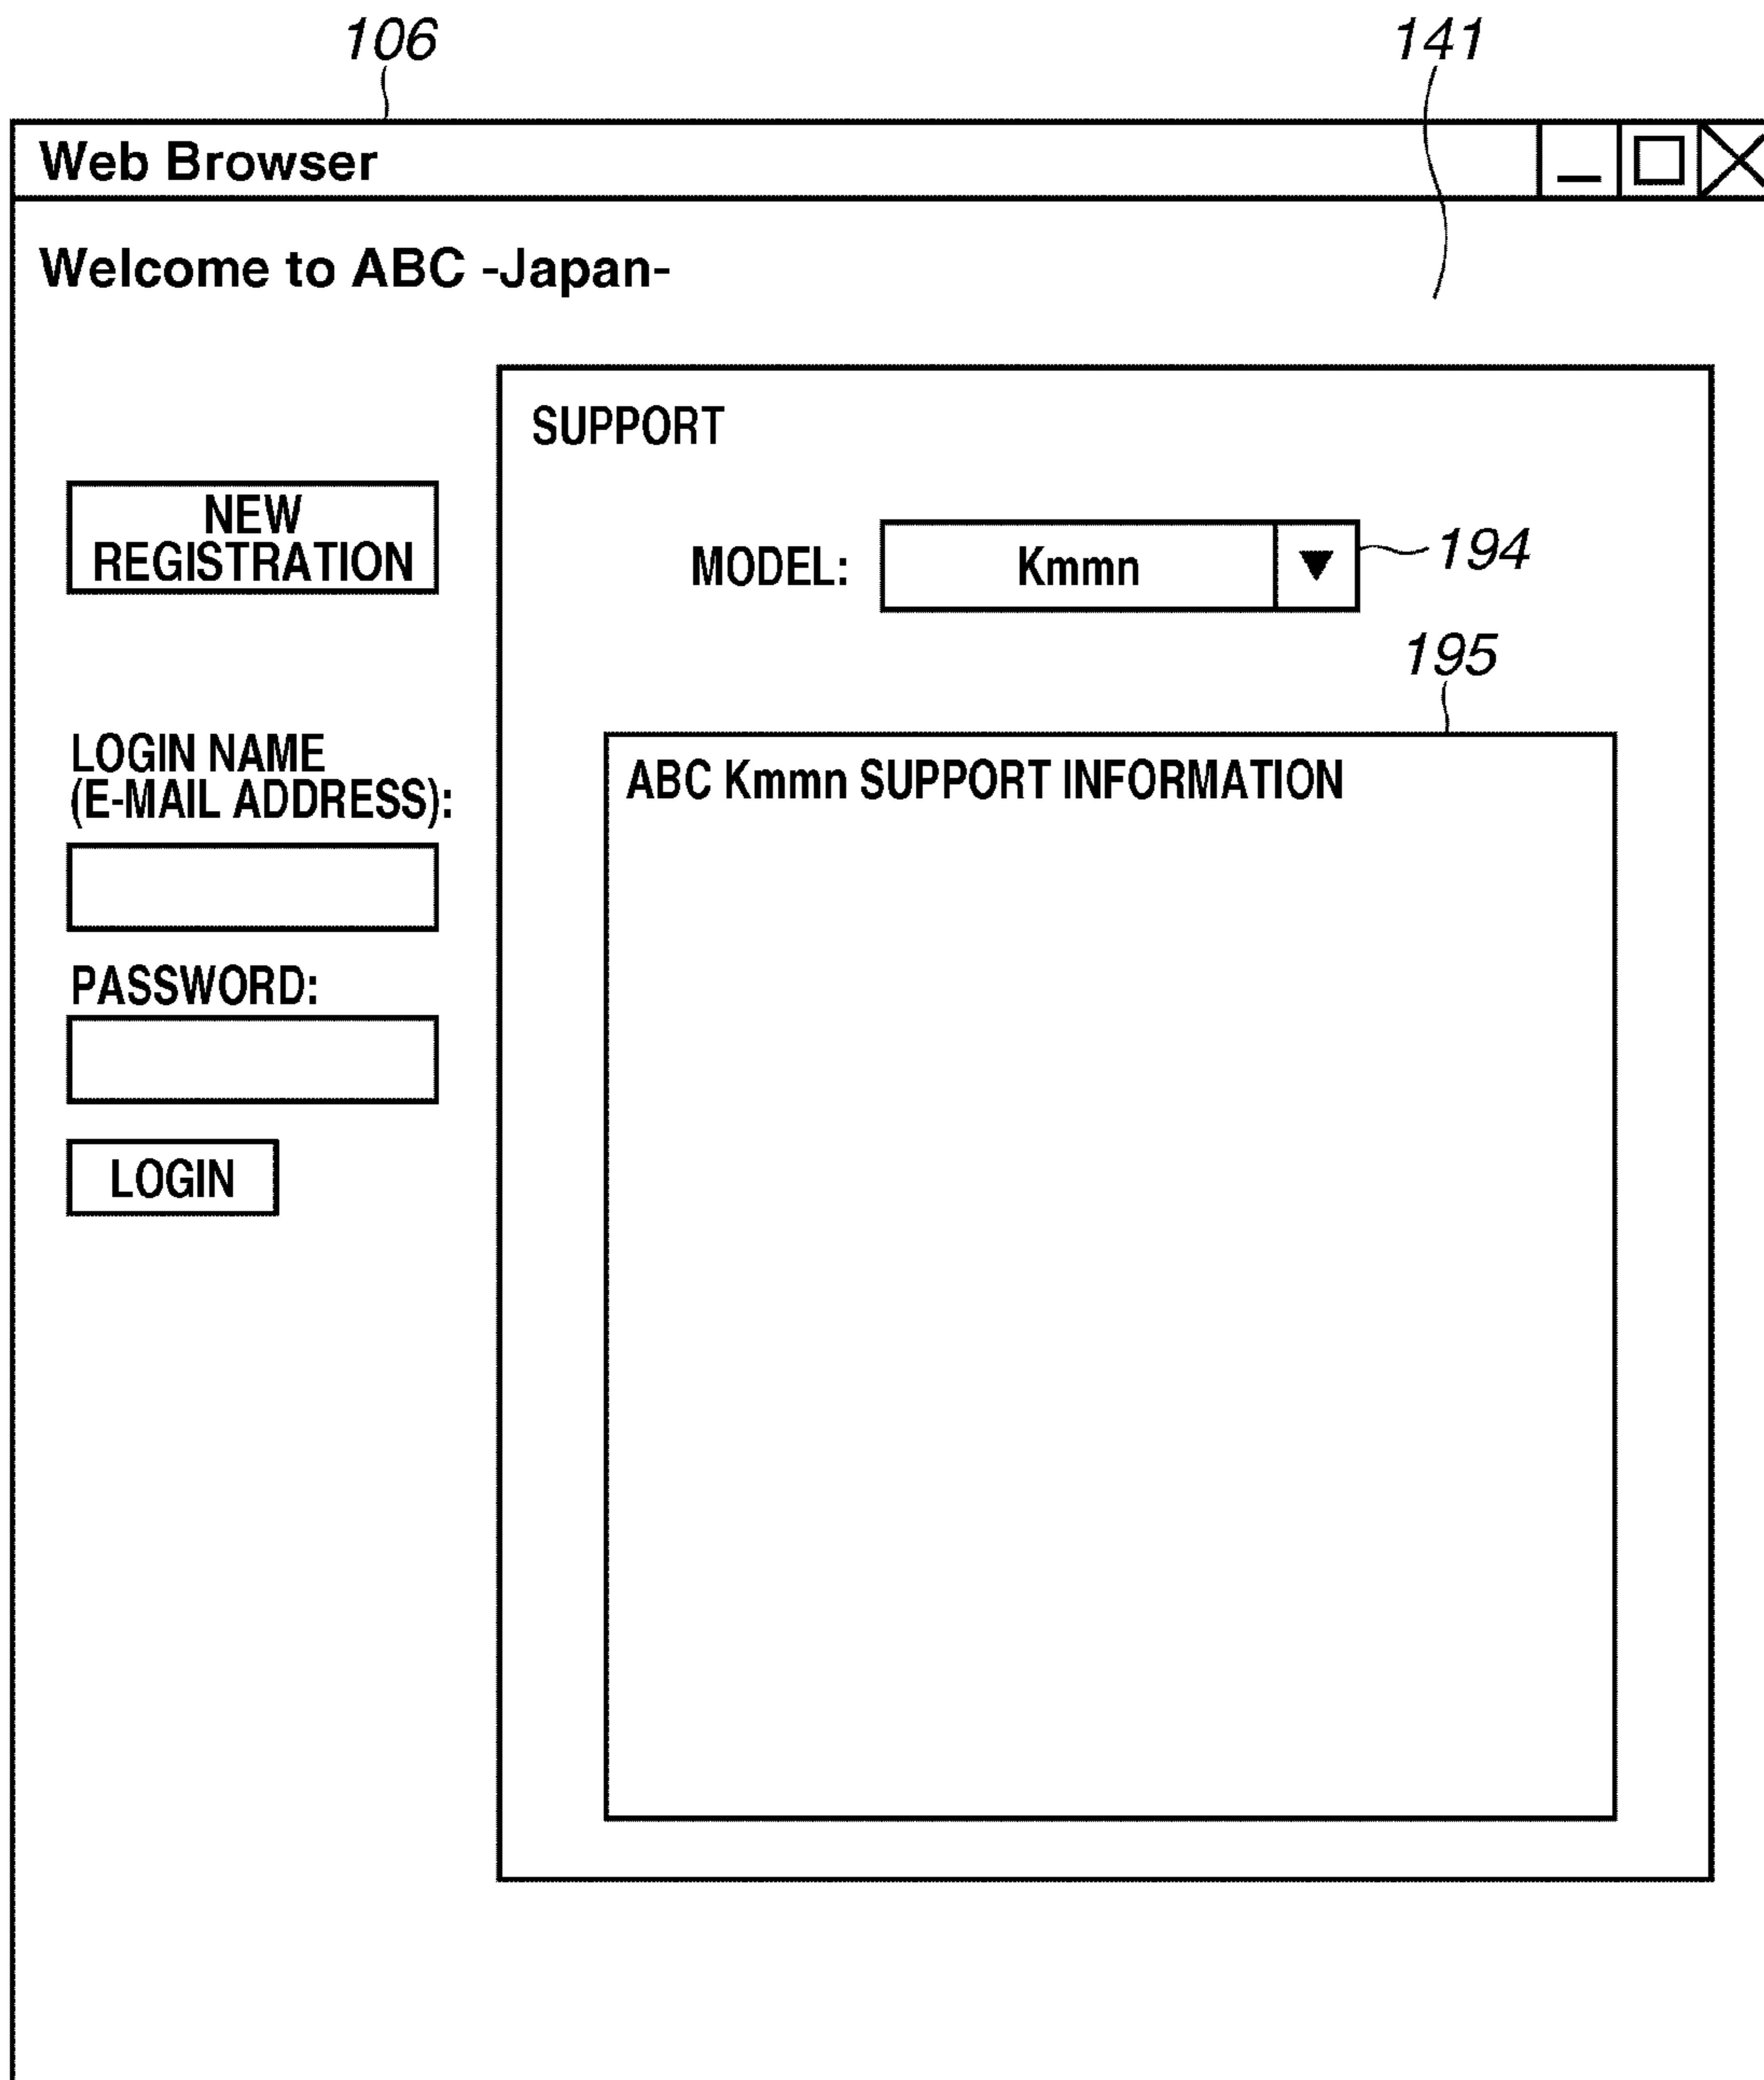 106
141
Web Browser
Welcome to ABC -Japan-
SUPPORT
NEW
REGISTRATION
MODEL:
Kmmn
194
195
LOGIN NAME
(E-MAIL ADDRESS):
ABC Kmmn SUPPORT INFORMATION
PASSWORD:
LOGIN